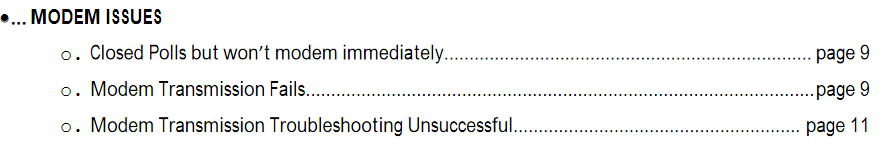 ●... MODEM ISSUES
o. Closed Polls but won't modem immediately........................................................................ page 9
o. Modem Transmission Fails....................................................................................................page 9
o. Modem Transmission Troubleshooting Unsuccessful......................................................... page 11